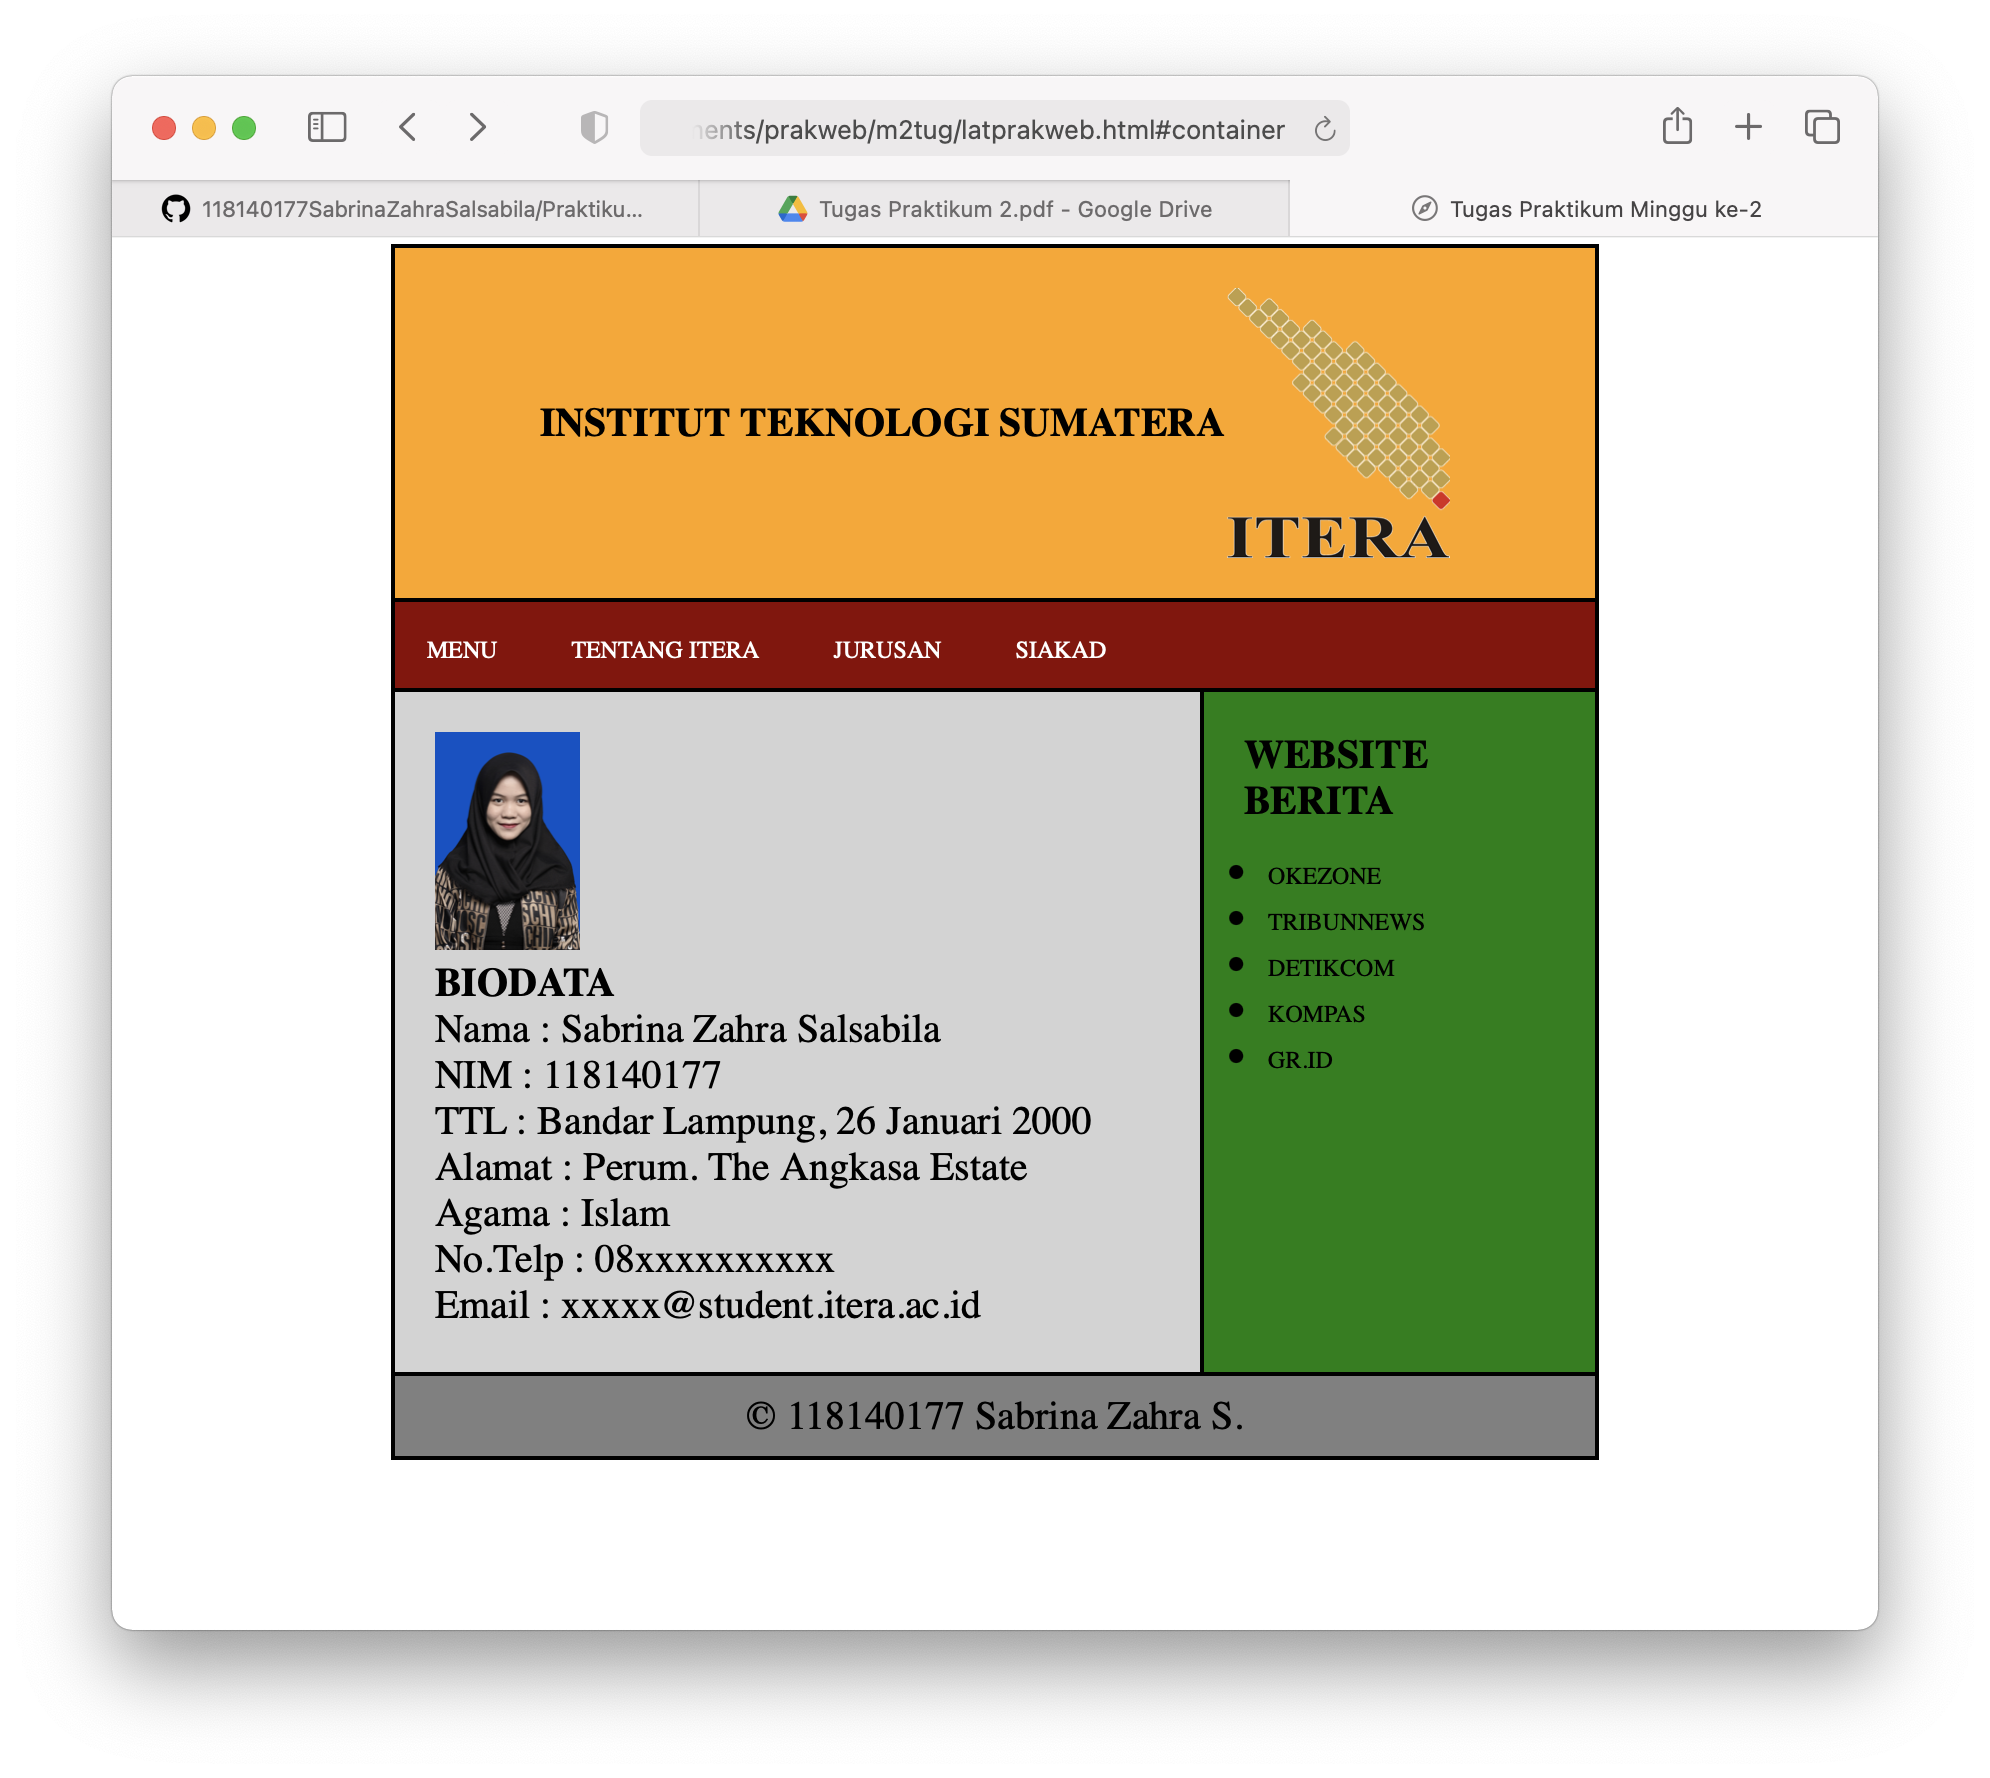 nents/prakweb/m2tug/latprakweb.html#container
118140177SabrinaZahraSalsabila/Praktiku...
Tugas Praktikum 2.pdf - Google Drive
Tugas Praktikum Minggu ke-2
INSTITUT TEKNOLOGI SUMATERA
ITERA
MENU TENTANG ITERA JURUSAN SIAKAD
BIODATA
Nama : Sabrina Zahra Salsabila
NIM : 118140177
TTL : Bandar Lampung, 26 Januari 2000
Alamat : Perum. The Angkasa Estate
Agama : Islam
No.Telp : 08xxxxxxxxxx
Email : xxxxx@student.itera.ac.id
WEBSITE
BERITA
OKEZONE
TRIBUNNEWS
DETIKCOM
KOMPAS
GR.ID
© 118140177 Sabrina Zahra S.